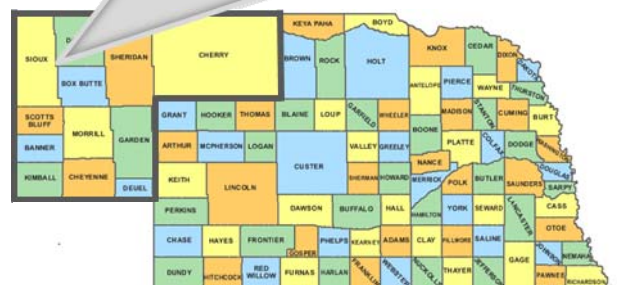 KEYA PAHA BOYD
SIOUX D SHERIDAN CHERRY BROWN ROCK HOLT KNOX CEDAR DIXON DAKOTA
BOX BUTTE ANTELOPE PIERCE WAYNE THURSTON
SCOTTS BLUFF MORRILL GARDEN GRANT HOOKER THOMAS BLAINE LOUP GARFIELD WHEELER BOONE MADISON STANTON CUMING BURT
BANNER ARTHUR MCPHERSON LOGAN CUSTER VALLEY GREELEY PLATTE COLFAX DODGE WASHINGTON
KIMBALL CHEYENNE DEUEL KEITH LINCOLN SHERMAN HOWARD NANCE MERRICK POLK BUTLER SAUNDERS DOUGLAS SARPY
PERKINS DAWSON BUFFALO HALL HAMILTON YORK SEWARD LANCASTER CASS
CHASE HAYES FRONTIER GOSPER PHELPS KEARNEY ADAMS CLAY FILLMORE SALINE OTOE
DUNDY HITCHCOCK RED WILLOW FURNAS HARLAN FRANKLIN WEBSTER NUCKOLL THAYER JEFFERSON GAGE JOHNSON NEMAHA
PAWNEE RICHARDSON